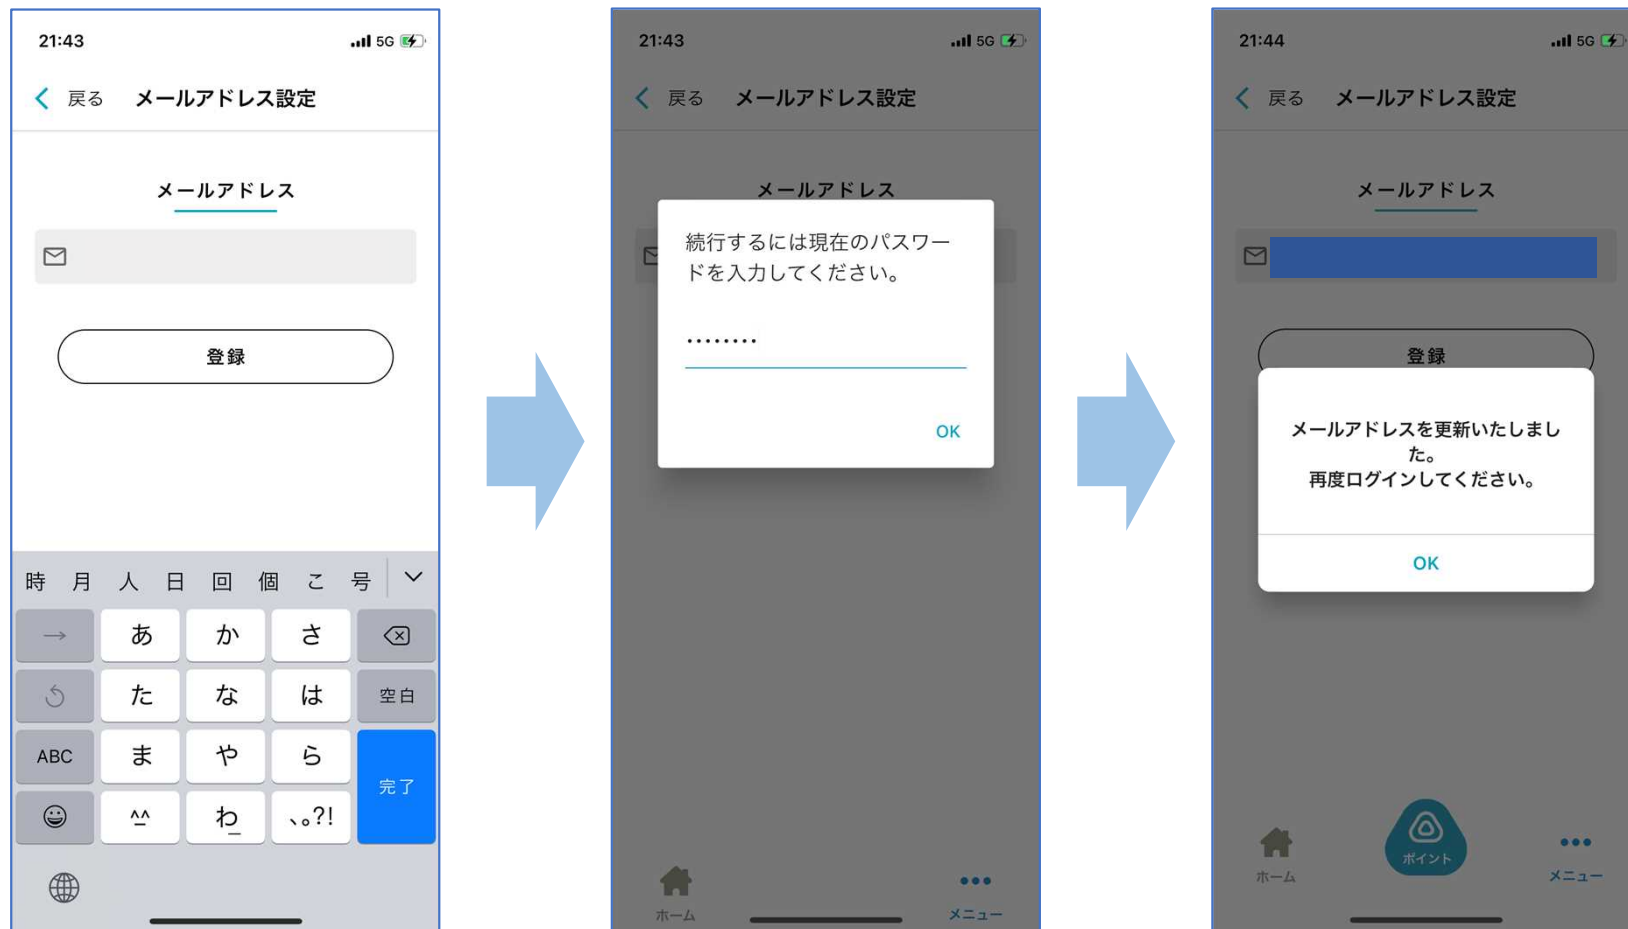 21:43 5G
戻る メールアドレス設定
メールアドレス
登録
時 月 人 日 回 個 こ 号
→ あ か さ
た な は 空白
ABC ま や ら 完了
^^ わ 、。?!
21:43 5G
戻る メールアドレス設定
メールアドレス
続行するには現在のパスワー
ドを入力してください。
••••••••
OK
ホーム メニュー
21:44 5G
戻る メールアドレス設定
メールアドレス
登録
メールアドレスを更新いたしまし
た。
再度ログインしてください。
OK
ホーム ポイント メニュー